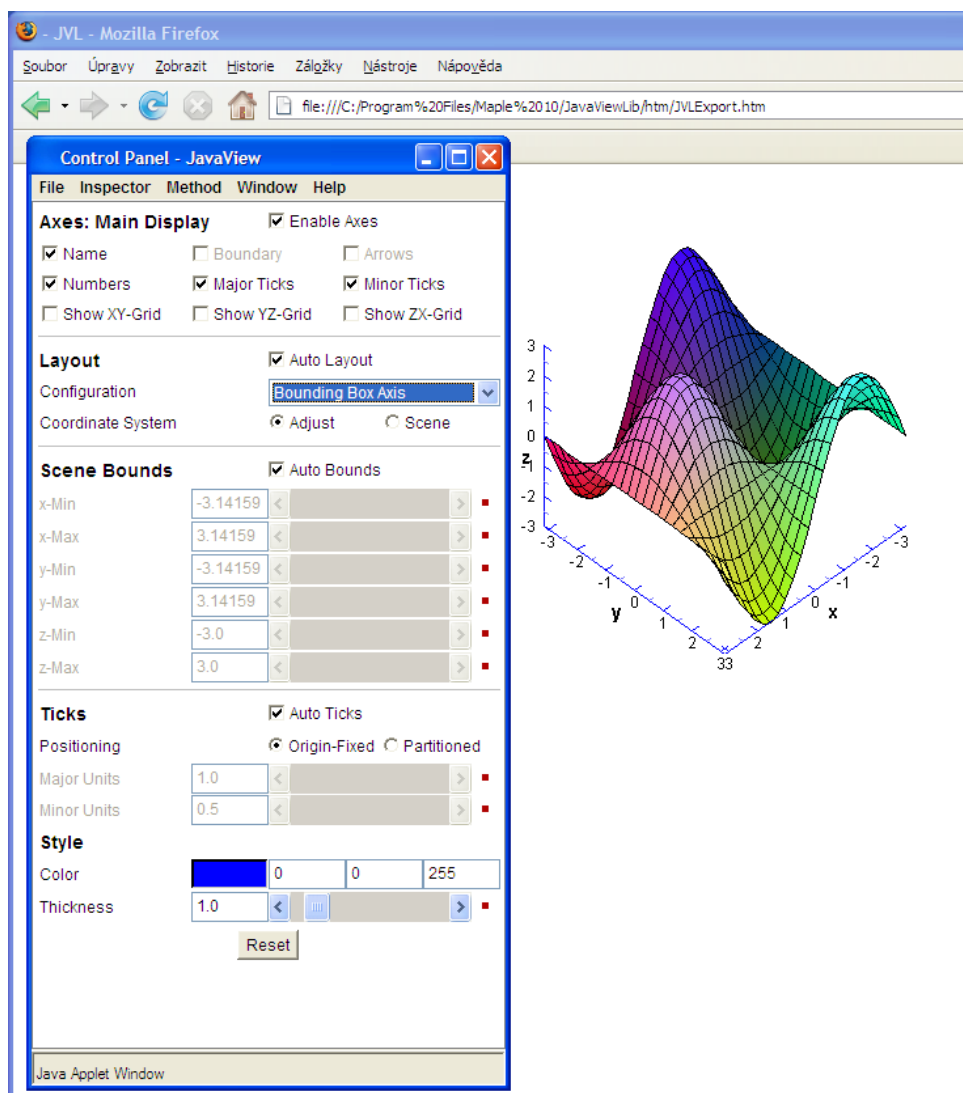 - JVL - Mozilla Firefox
Soubor Úpravy Zobrazit Historie Záložky Nástroje Nápověda
file:///C:/Program%20Files/Maple%2010/JavaViewLib/htm/JVLExport.htm
Control Panel - JavaView
File Inspector Method Window Help
Axes: Main Display Enable Axes
Name Boundary Arrows
Numbers Major Ticks Minor Ticks
Show XY-Grid Show YZ-Grid Show ZX-Grid
Layout Auto Layout
Configuration Bounding Box Axis
Coordinate System Adjust Scene
Scene Bounds Auto Bounds
x-Min -3.14159
x-Max 3.14159
y-Min -3.14159
y-Max 3.14159
z-Min -3.0
z-Max 3.0
Ticks Auto Ticks
Positioning Origin-Fixed Partitioned
Major Units 1.0
Minor Units 0.5
Style
Color 0 0 255
Thickness 1.0
Reset
Java Applet Window
3
2
1
0
z -1
-2
-3
-3 -2 -1 0 1 2 3
y
3 2 1 0 -1 -2 -3
x